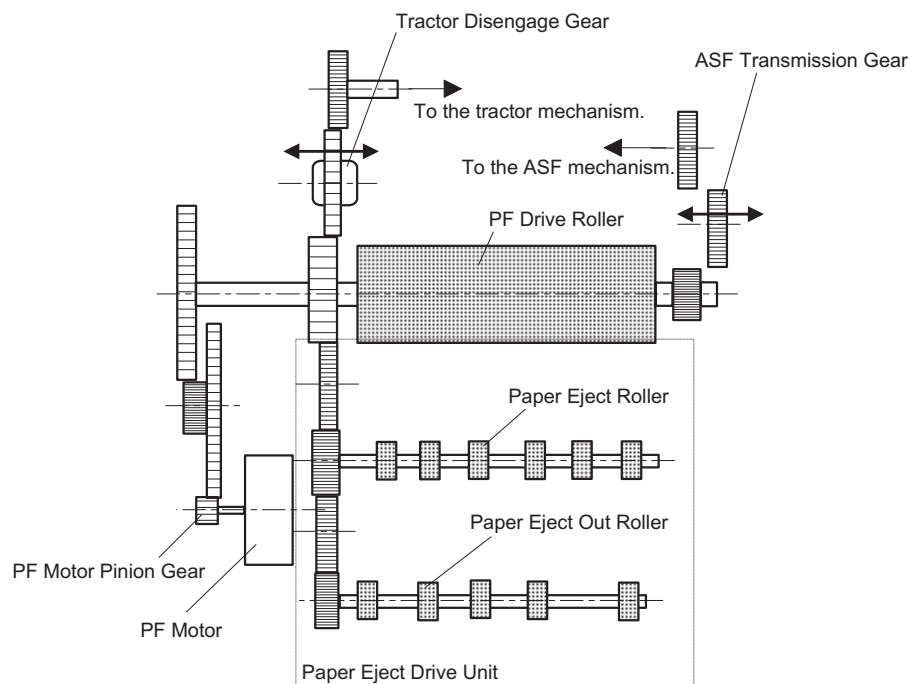 Tractor Disengage Gear
ASF Transmission Gear
To the tractor mechanism.
To the ASF mechanism.
PF Drive Roller
Paper Eject Roller
Paper Eject Out Roller
PF Motor Pinion Gear
PF Motor
Paper Eject Drive Unit